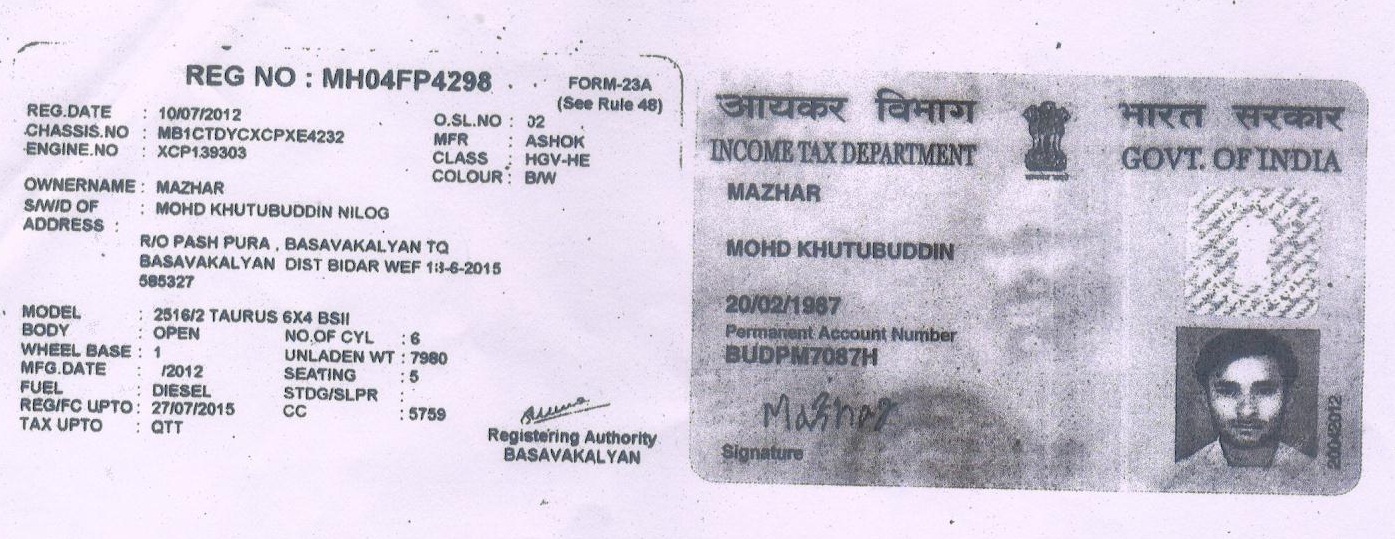 REG NO : MH04FP4298
FORM-23A
(See Rule 48)
REG.DATE : 10/07/2012
O.SL.NO : 02
CHASSIS.NO : MB1CTDYCXCPXE4232
MFR : ASHOK
ENGINE.NO : XCP139303
CLASS : HGV-HE
COLOUR : B/W
OWNERNAME : MAZHAR
S/W/D OF : MOHD KHUTUBUDDIN NILOG
ADDRESS :
R/O PASH PURA , BASAVAKALYAN TQ
BASAVAKALYAN DIST BIDAR WEF 18-6-2015
585327
MODEL : 2516/2 TAURUS 6X4 BSII
BODY : OPEN NO.OF CYL : 6
WHEEL BASE : 1 UNLADEN WT : 7980
MFG.DATE : /2012 SEATING : 5
FUEL : DIESEL STDG/SLPR :
REG/FC UPTO : 27/07/2015 CC : 5759
TAX UPTO : QTT
Registering Authority
BASAVAKALYAN
आयकर विभाग भारत सरकार
INCOME TAX DEPARTMENT GOVT. OF INDIA
MAZHAR
MOHD KHUTUBUDDIN
20/02/1987
Permanent Account Number
BUDPM7087H
Mazhar
Signature
20042012